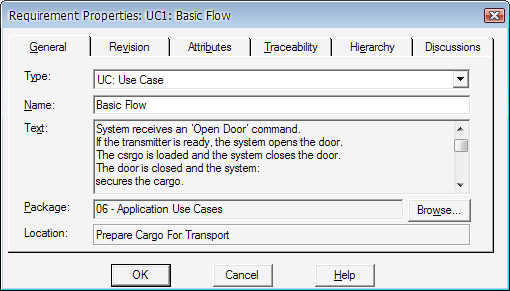 Requirement Properties: UC1: Basic Flow
General Revision Attributes Traceability Hierarchy Discussions
Type: UC: Use Case
Name: Basic Flow
Text: System receives an 'Open Door' command.
If the transmitter is ready, the system opens the door.
The csrgo is loaded and the system closes the door.
The door is closed and the system:
secures the cargo.
Package: 06 - Application Use Cases Browse...
Location: Prepare Cargo For Transport
OK Cancel Help